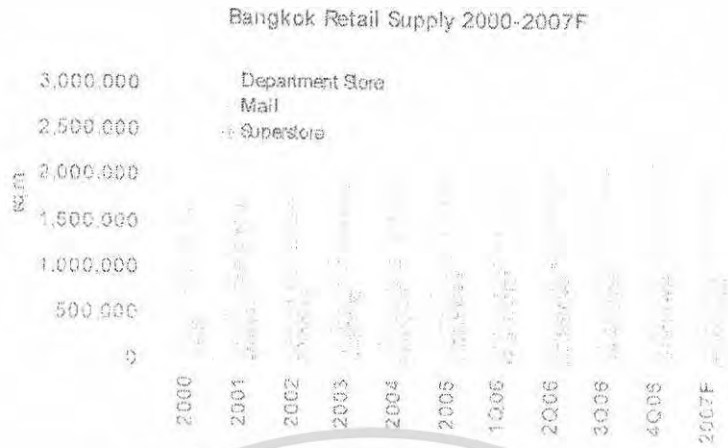 Bangkok Retail Supply 2000-2007F
3,000,000
2,500,000
2,000,000
1,500,000
1,000,000
500,000
0
sqm
Department Store
Mall
Superstore
2000
2001
2002
2003
2004
2005
1Q06
2Q06
3Q06
4Q06
2007F